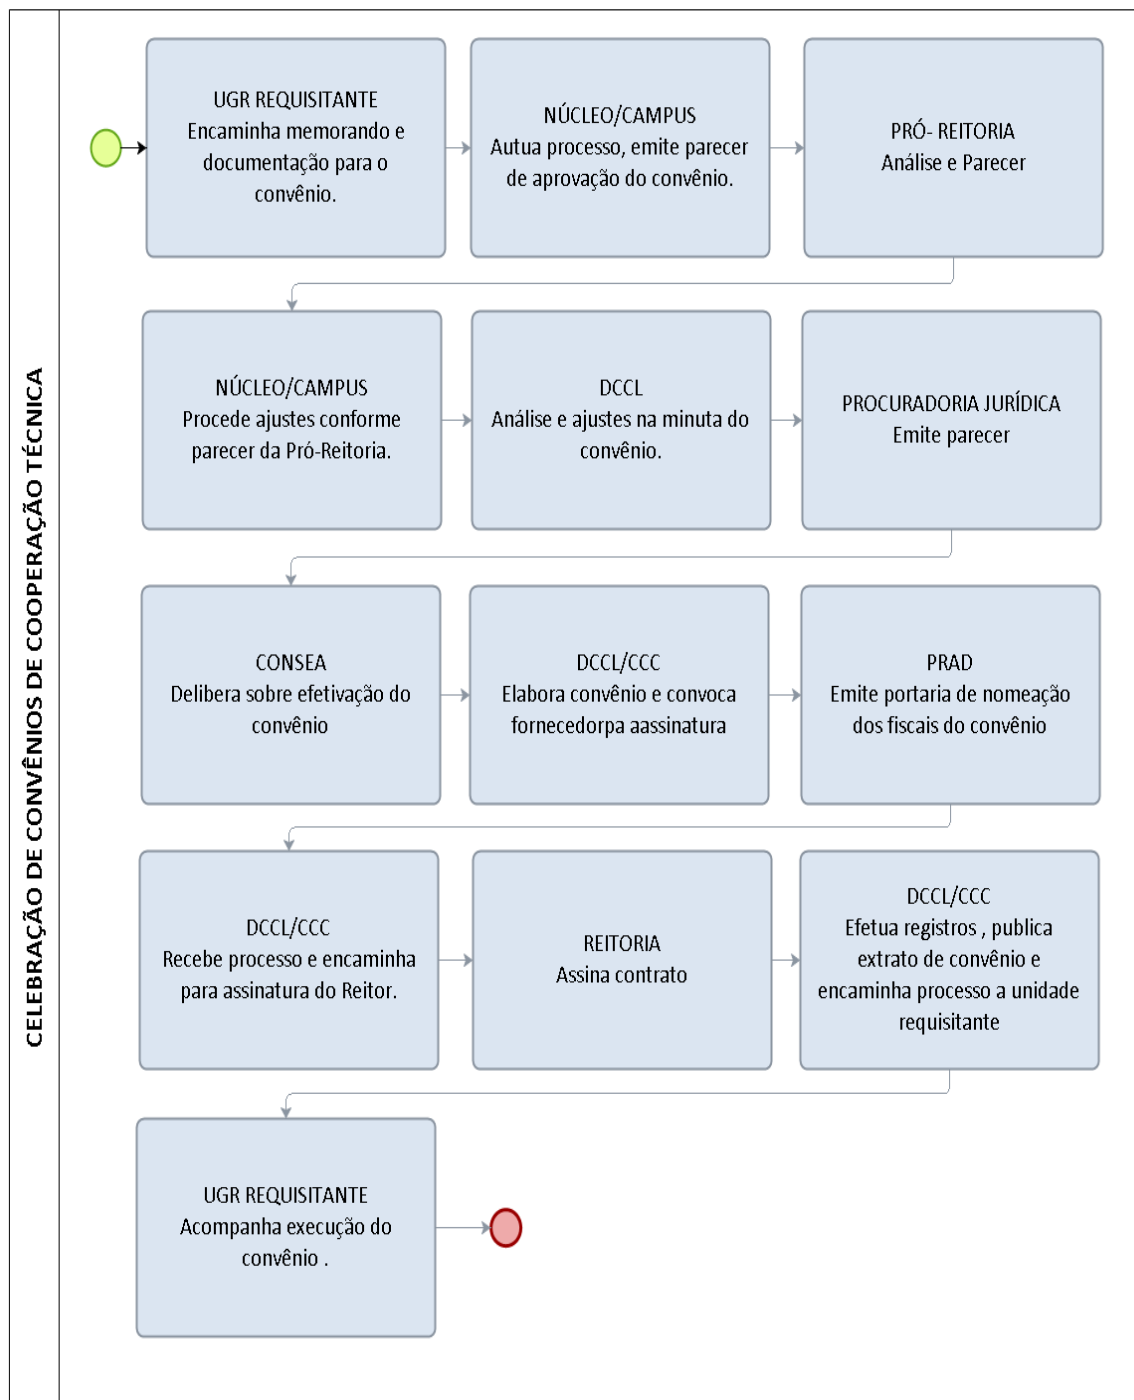 CELEBRAÇÃO DE CONVÊNIOS DE COOPERAÇÃO TÉCNICA
UGR REQUISITANTE
Encaminha memorando e
documentação para o
convênio.
NÚCLEO/CAMPUS
Autua processo, emite parecer
de aprovação do convênio.
PRÓ- REITORIA
Análise e Parecer
NÚCLEO/CAMPUS
Procede ajustes conforme
parecer da Pró-Reitoria.
DCCL
Análise e ajustes na minuta do
convênio.
PROCURADORIA JURÍDICA
Emite parecer
CONSEA
Delibera sobre efetivação do
convênio
DCCL/CCC
Elabora convênio e convoca
fornecedorpa aassinatura
PRAD
Emite portaria de nomeação
dos fiscais do convênio
DCCL/CCC
Recebe processo e encaminha
para assinatura do Reitor.
REITORIA
Assina contrato
DCCL/CCC
Efetua registros , publica
extrato de convênio e
encaminha processo a unidade
requisitante
UGR REQUISITANTE
Acompanha execução do
convênio .